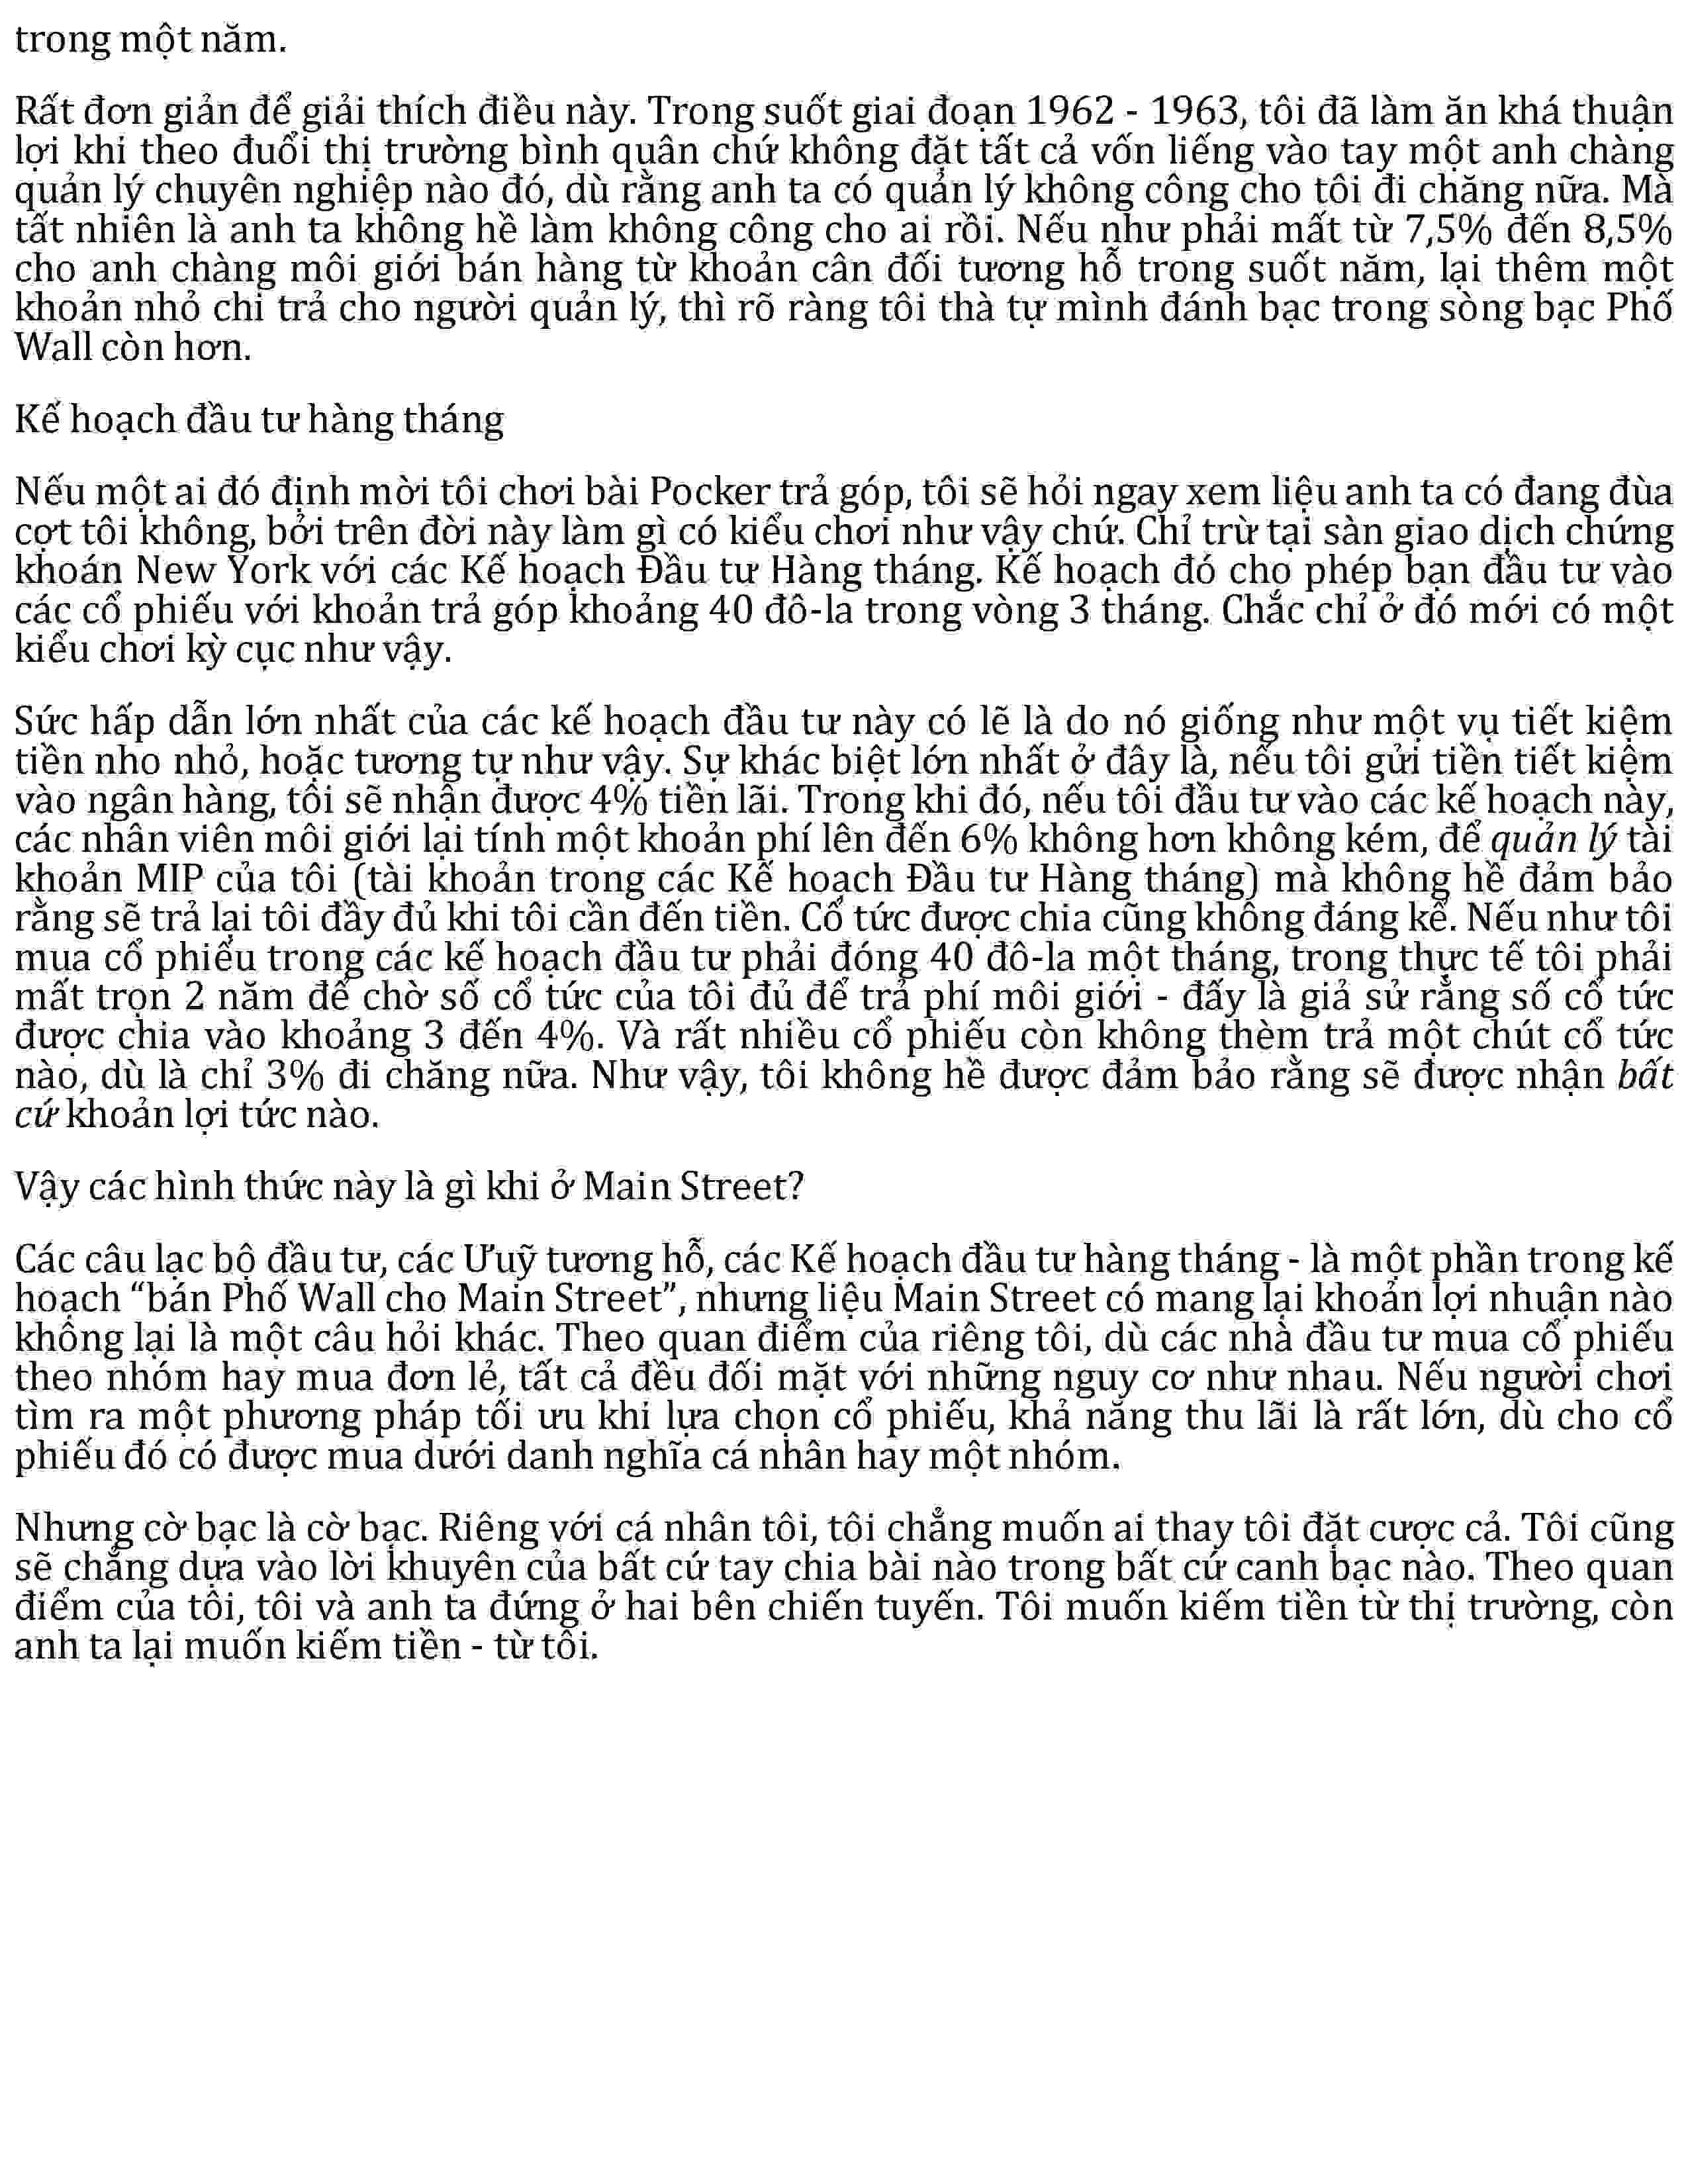 trong một năm.
Rất đơn giản để giải thích điều này. Trong suốt giai đoạn 1962 - 1963, tôi đã làm ăn khá thuận
lợi khi theo đuổi thị trường bình quân chứ không đặt tất cả vốn liếng vào tay một anh chàng
quản lý chuyên nghiệp nào đó, dù rằng anh ta có quản lý không công cho tôi đi chăng nữa. Mà
tất nhiên là anh ta không hề làm không công cho ai rồi. Nếu như phải mất từ 7,5% đến 8,5%
cho anh chàng môi giới bán hàng từ khoản cân đối tương hỗ trong suốt năm, lại thêm một
khoản nhỏ chi trả cho người quản lý, thì rõ ràng tôi thà tự mình đánh bạc trong sòng bạc Phố
Wall còn hơn.
Kế hoạch đầu tư hàng tháng
Nếu một ai đó định mời tôi chơi bài Pocker trả góp, tôi sẽ hỏi ngay xem liệu anh ta có đang đùa
cợt tôi không, bởi trên đời này làm gì có kiểu chơi như vậy chứ. Chỉ trừ tại sàn giao dịch chứng
khoán New York với các Kế hoạch Đầu tư Hàng tháng. Kế hoạch đó cho phép bạn đầu tư vào
các cổ phiếu với khoản trả góp khoảng 40 đô-la trong vòng 3 tháng. Chắc chỉ ở đó mới có một
kiểu chơi kỳ cục như vậy.
Sức hấp dẫn lớn nhất của các kế hoạch đầu tư này có lẽ là do nó giống như một vụ tiết kiệm
tiền nho nhỏ, hoặc tương tự như vậy. Sự khác biệt lớn nhất ở đây là, nếu tôi gửi tiền tiết kiệm
vào ngân hàng, tôi sẽ nhận được 4% tiền lãi. Trong khi đó, nếu tôi đầu tư vào các kế hoạch này,
các nhân viên môi giới lại tính một khoản phí lên đến 6% không hơn không kém, để quản lý tài
khoản MIP của tôi (tài khoản trong các Kế hoạch Đầu tư Hàng tháng) mà không hề đảm bảo
rằng sẽ trả lại tôi đầy đủ khi tôi cần đến tiền. Cổ tức được chia cũng không đáng kể. Nếu như tôi
mua cổ phiếu trong các kế hoạch đầu tư phải đóng 40 đô-la một tháng, trong thực tế tôi phải
mất trọn 2 năm để chờ số cổ tức của tôi đủ để trả phí môi giới - đấy là giả sử rằng số cổ tức
được chia vào khoảng 3 đến 4%. Và rất nhiều cổ phiếu còn không thèm trả một chút cổ tức
nào, dù là chỉ 3% đi chăng nữa. Như vậy, tôi không hề được đảm bảo rằng sẽ được nhận bất
cứ khoản lợi tức nào.
Vậy các hình thức này là gì khi ở Main Street?
Các câu lạc bộ đầu tư, các Ưuỹ tương hỗ, các Kế hoạch đầu tư hàng tháng - là một phần trong kế
hoạch “bán Phố Wall cho Main Street”, nhưng liệu Main Street có mang lại khoản lợi nhuận nào
không lại là một câu hỏi khác. Theo quan điểm của riêng tôi, dù các nhà đầu tư mua cổ phiếu
theo nhóm hay mua đơn lẻ, tất cả đều đối mặt với những nguy cơ như nhau. Nếu người chơi
tìm ra một phương pháp tối ưu khi lựa chọn cổ phiếu, khả năng thu lãi là rất lớn, dù cho cổ
phiếu đó có được mua dưới danh nghĩa cá nhân hay một nhóm.
Nhưng cờ bạc là cờ bạc. Riêng với cá nhân tôi, tôi chẳng muốn ai thay tôi đặt cược cả. Tôi cũng
sẽ chẳng dựa vào lời khuyên của bất cứ tay chia bài nào trong bất cứ canh bạc nào. Theo quan
điểm của tôi, tôi và anh ta đứng ở hai bên chiến tuyến. Tôi muốn kiếm tiền từ thị trường, còn
anh ta lại muốn kiếm tiền - từ tôi.